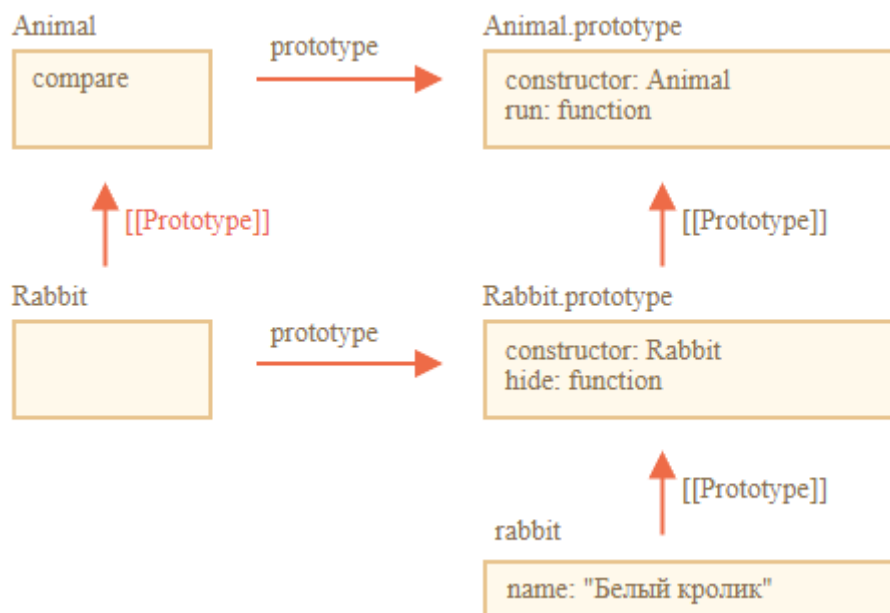 Animal
prototype
Animal.prototype
compare
constructor: Animal
run: function
[[Prototype]]
[[Prototype]]
Rabbit
prototype
Rabbit.prototype
constructor: Rabbit
hide: function
[[Prototype]]
rabbit
name: "Белый кролик"